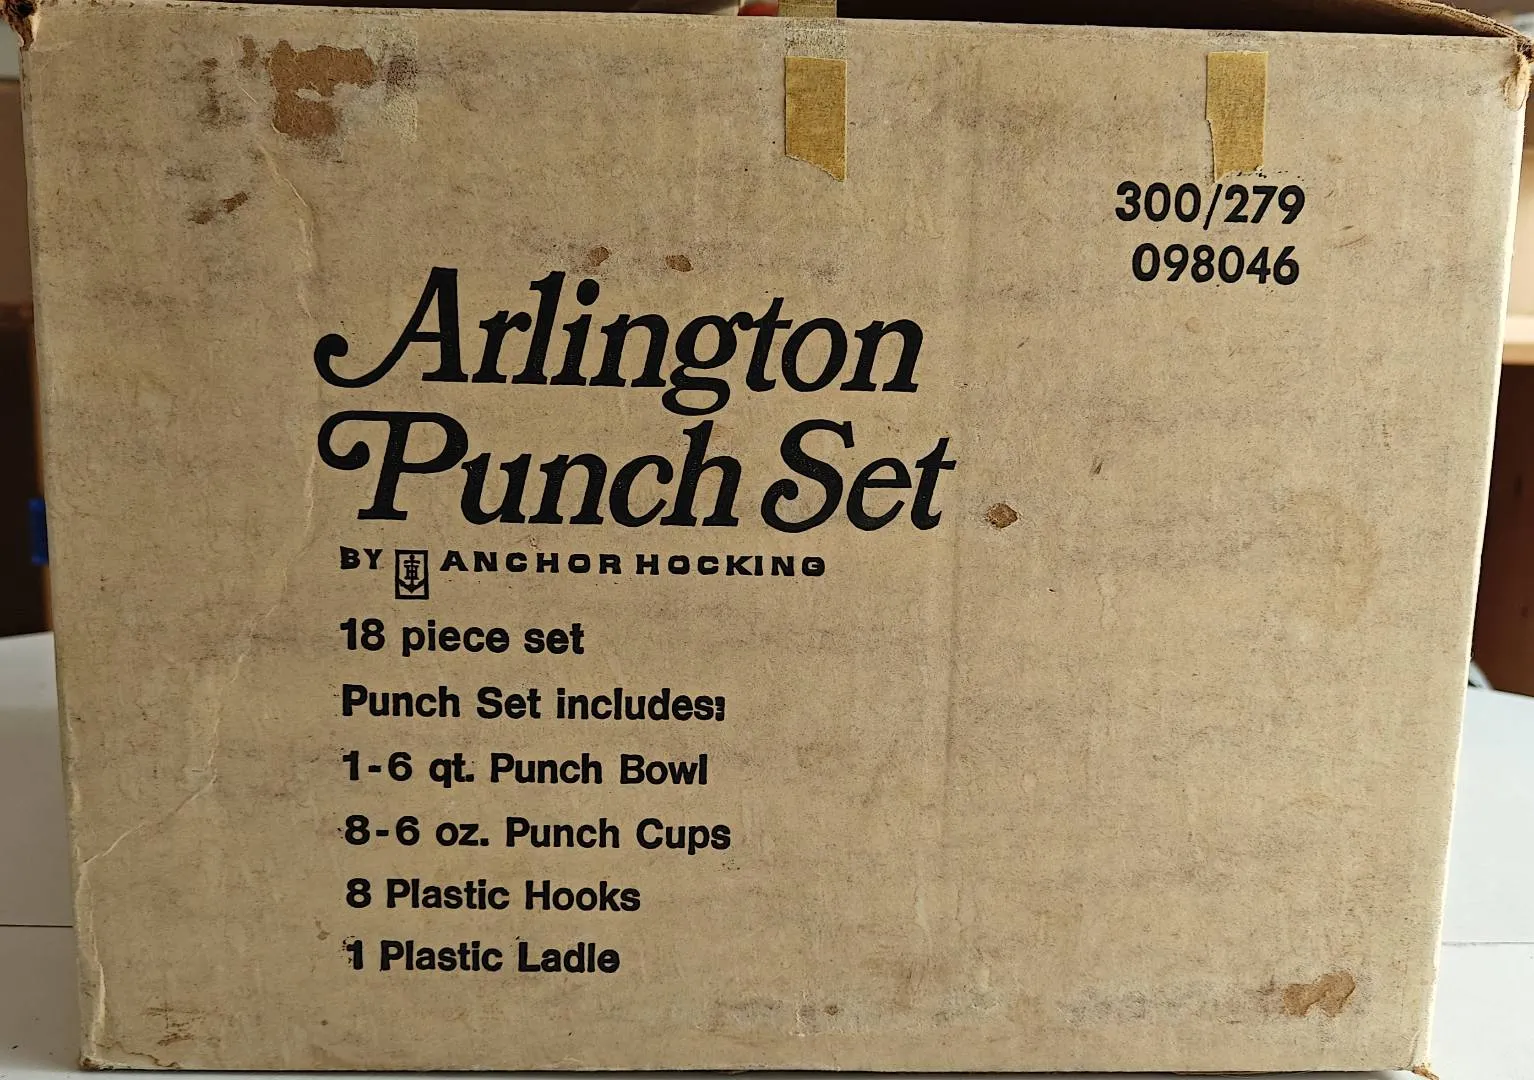 300/279
098046
Arlington
Punch Set
BY ANCHOR HOCKING
18 piece set
Punch Set includes:
1-6 qt. Punch Bowl
8-6 oz. Punch Cups
8 Plastic Hooks
1 Plastic Ladle